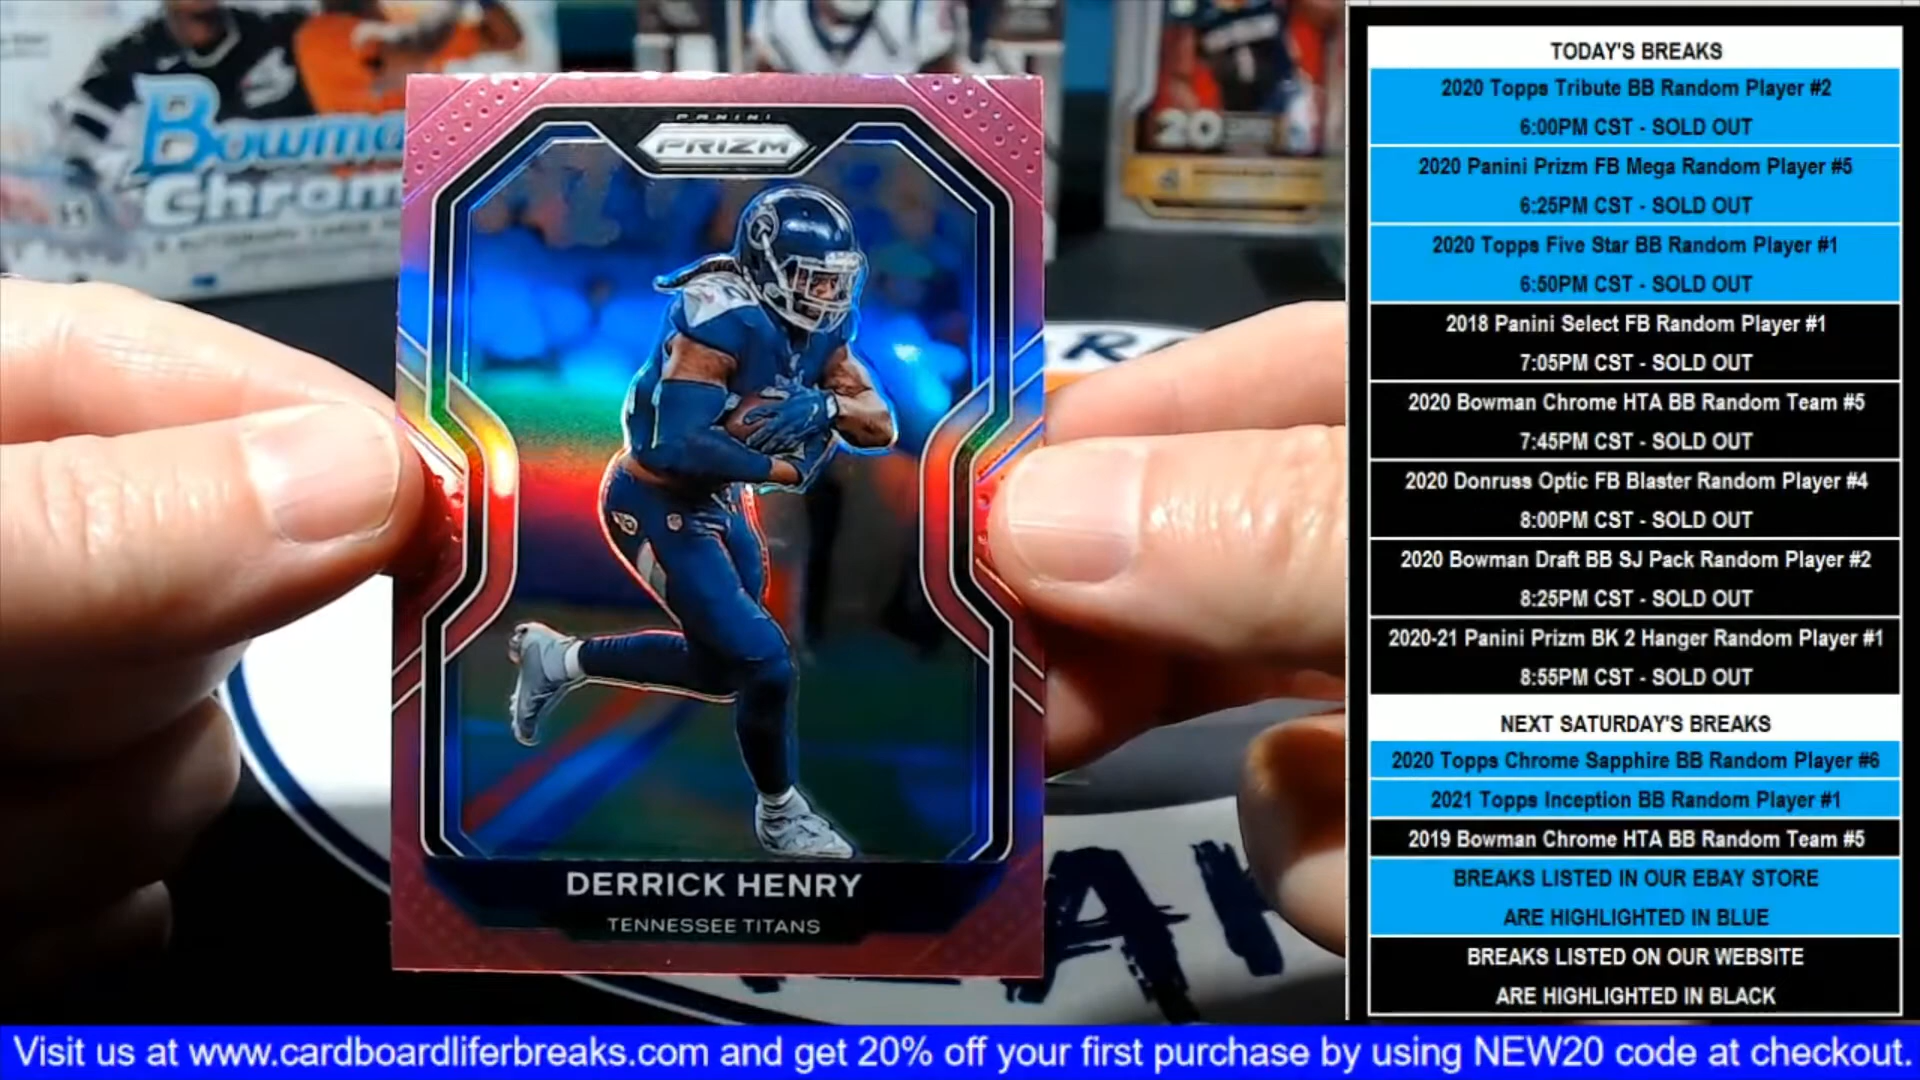 Bowman
Chrome
20
PANINI
PRIZM
DERRICK HENRY
TENNESSEE TITANS
TODAY'S BREAKS
2020 Topps Tribute BB Random Player #2
6:00PM CST - SOLD OUT
2020 Panini Prizm FB Mega Random Player #5
6:25PM CST - SOLD OUT
2020 Topps Five Star BB Random Player #1
6:50PM CST - SOLD OUT
2018 Panini Select FB Random Player #1
7:05PM CST - SOLD OUT
2020 Bowman Chrome HTA BB Random Team #5
7:45PM CST - SOLD OUT
2020 Donruss Optic FB Blaster Random Player #4
8:00PM CST - SOLD OUT
2020 Bowman Draft BB SJ Pack Random Player #2
8:25PM CST - SOLD OUT
2020-21 Panini Prizm BK 2 Hanger Random Player #1
8:55PM CST - SOLD OUT
NEXT SATURDAY'S BREAKS
2020 Topps Chrome Sapphire BB Random Player #6
2021 Topps Inception BB Random Player #1
2019 Bowman Chrome HTA BB Random Team #5
BREAKS LISTED IN OUR EBAY STORE
ARE HIGHLIGHTED IN BLUE
BREAKS LISTED ON OUR WEBSITE
ARE HIGHLIGHTED IN BLACK
Visit us at www.cardboardliferbreaks.com and get 20% off your first purchase by using NEW20 code at checkout.